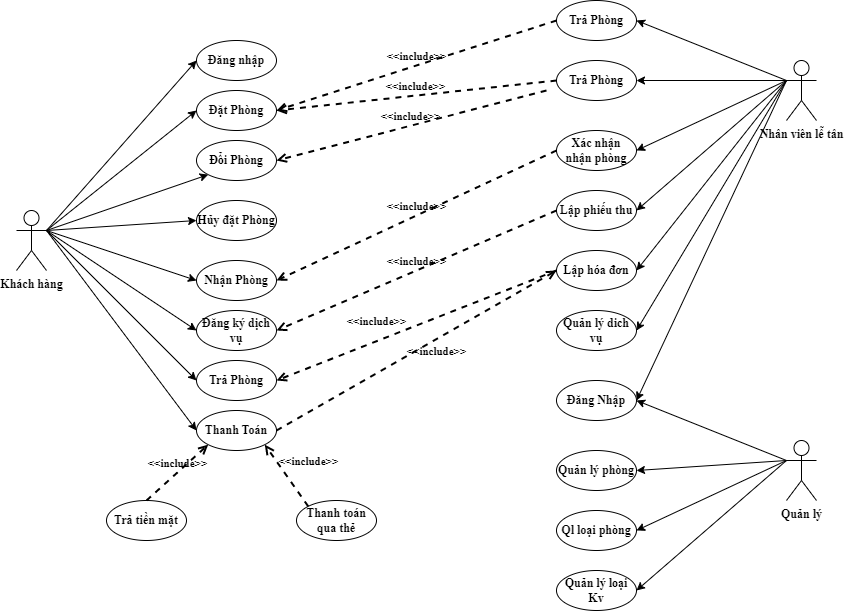 Trả Phòng
Đăng nhập
<<include>>
Trả Phòng
<<include>>
Đặt Phòng
<<include>>
Nhân viên lễ tân
Đổi Phòng
Xác nhận
nhận phòng
<<include>>
Hủy đặt Phòng
Lập phiếu thu
Khách hàng
Nhận Phòng
<<include>>
Lập hóa đơn
Đăng ký dịch
vụ
<<include>>
Quản lý dich
vụ
<<include>>
Trả Phòng
Đăng Nhập
Thanh Toán
<<include>>
<<include>>
Quản lý phòng
Trả tiền mặt
Thanh toán
qua thẻ
Quản lý
Ql loại phòng
Quản lý loại
Kv